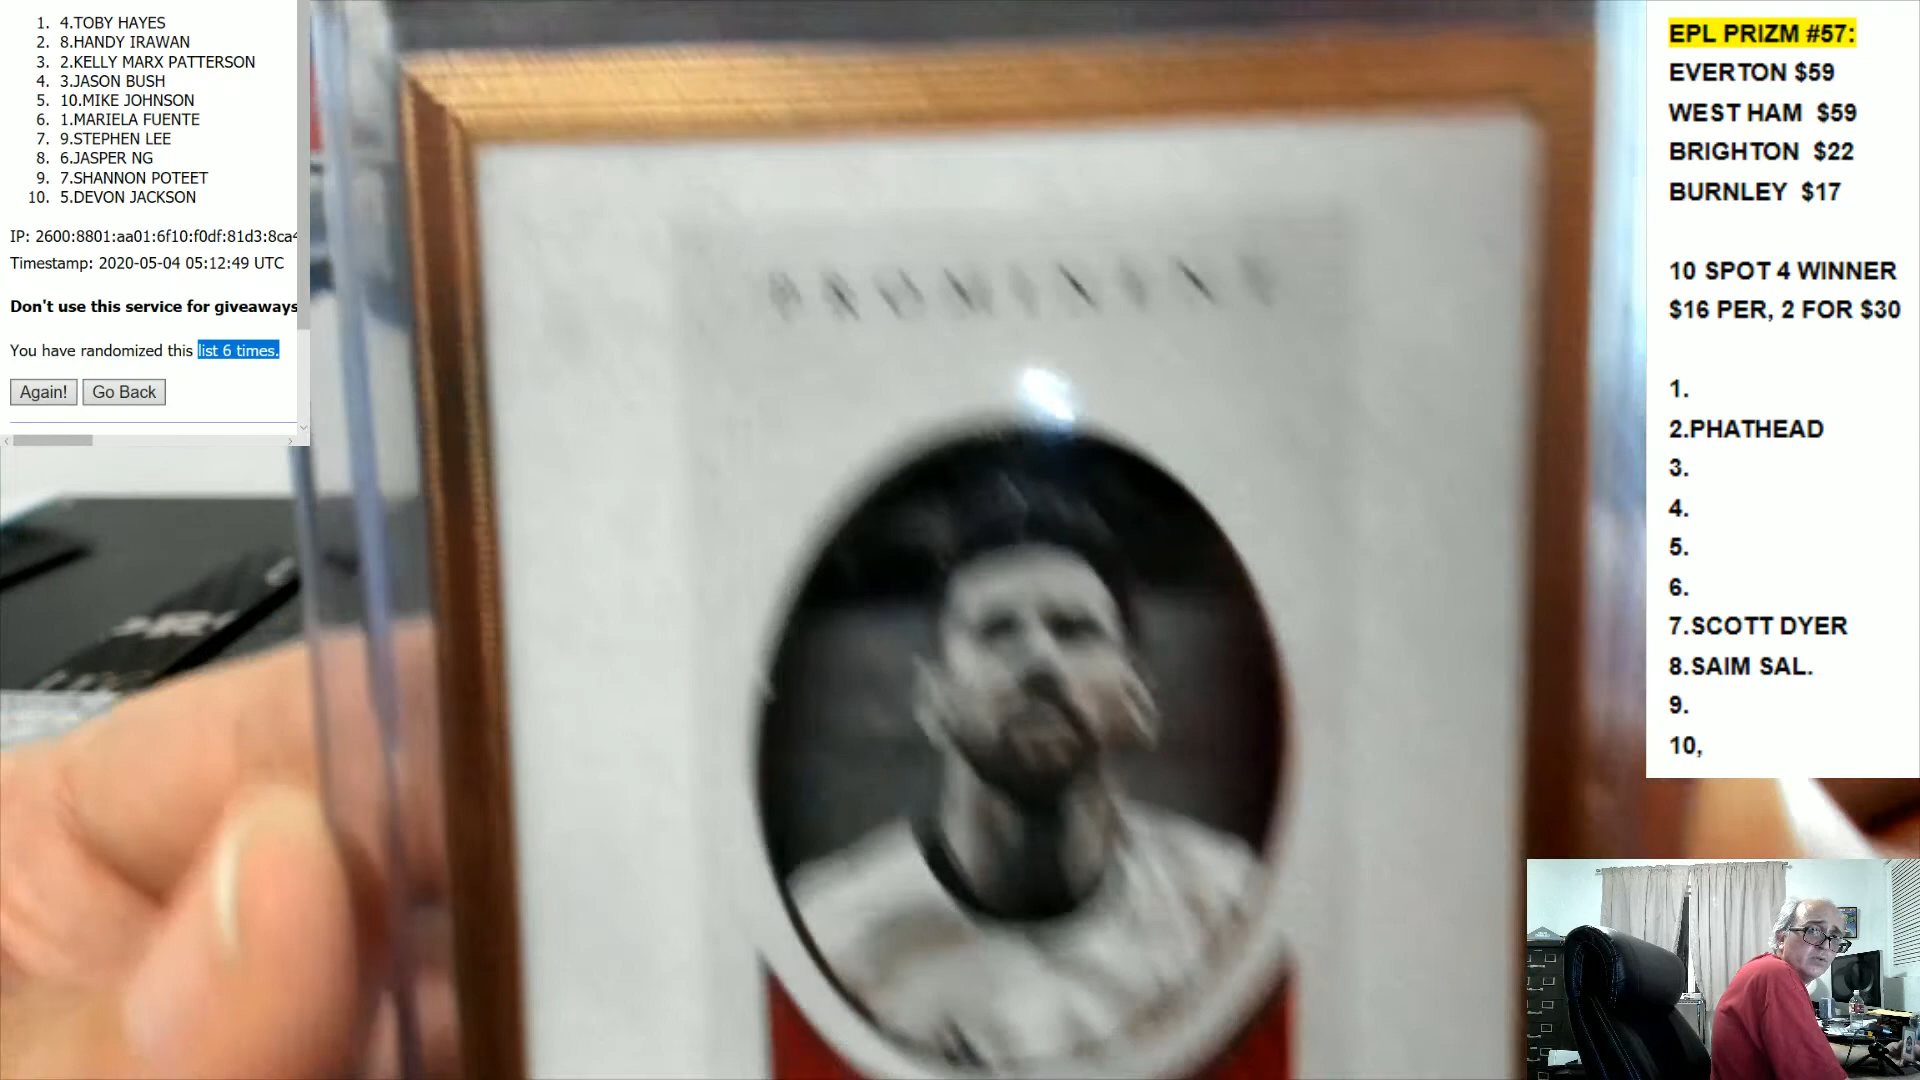 1. 4.TOBY HAYES
2. 8.HANDY IRAWAN
3. 2.KELLY MARX PATTERSON
4. 3.JASON BUSH
5. 10.MIKE JOHNSON
6. 1.MARIELA FUENTE
7. 9.STEPHEN LEE
8. 6.JASPER NG
9. 7.SHANNON POTEET
10. 5.DEVON JACKSON
IP: 2600:8801:aa01:6f10:f0df:81d3:8ca4
Timestamp: 2020-05-04 05:12:49 UTC
Don't use this service for giveaways
You have randomized this list 6 times.
Again! Go Back
EPL PRIZM #57:
EVERTON $59
WEST HAM $59
BRIGHTON $22
BURNLEY $17
10 SPOT 4 WINNER
$16 PER, 2 FOR $30
1.
2.PHATHEAD
3.
4.
5.
6.
7.SCOTT DYER
8.SAIM SAL.
9.
10,